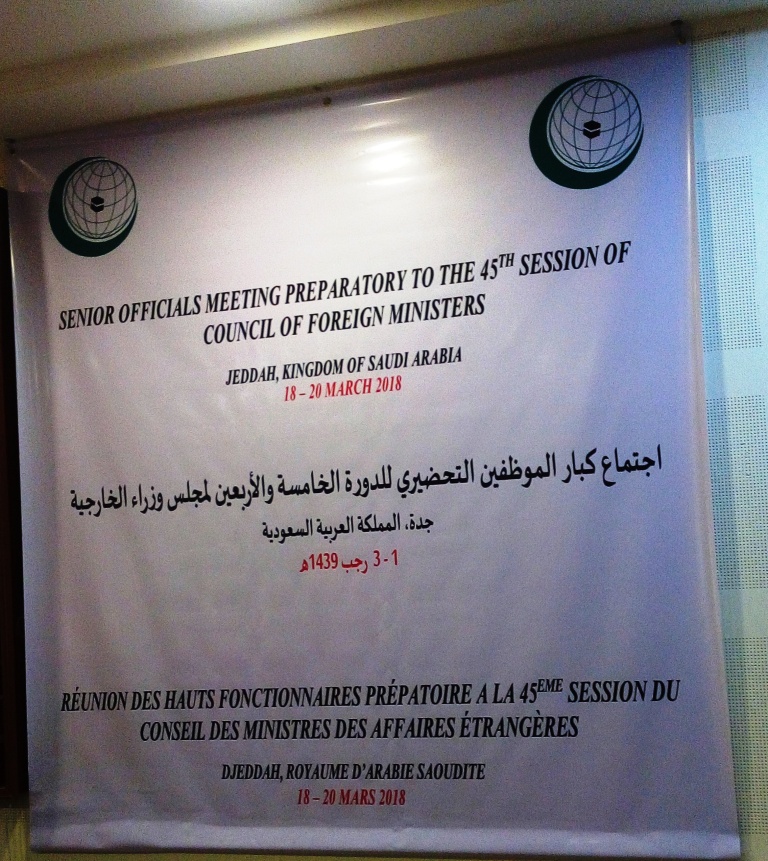 SENIOR OFFICIALS MEETING PREPARATORY TO THE 45TH SESSION OF
COUNCIL OF FOREIGN MINISTERS
JEDDAH, KINGDOM OF SAUDI ARABIA
18 – 20 MARCH 2018
اجتماع كبار الموظفين التحضيري للدورة الخامسة والأربعين لمجلس وزراء الخارجية
جدة، المملكة العربية السعودية
1 - 3 رجب 1439هـ
RÉUNION DES HAUTS FONCTIONNAIRES PRÉPATOIRE A LA 45EME SESSION DU
CONSEIL DES MINISTRES DES AFFAIRES ÉTRANGÈRES
DJEDDAH, ROYAUME D'ARABIE SAOUDITE
18 – 20 MARS 2018